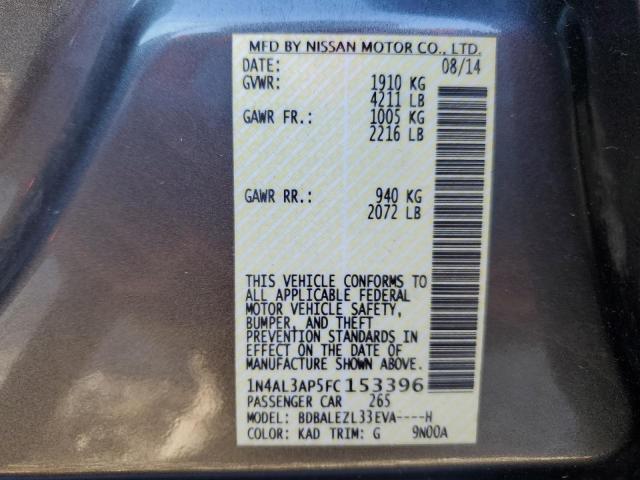 MFD BY NISSAN MOTOR CO., LTD.
DATE: 08/14
GVWR: 1910 KG
4211 LB
GAWR FR.: 1005 KG
2216 LB
GAWR RR.: 940 KG
2072 LB
THIS VEHICLE CONFORMS TO
ALL APPLICABLE FEDERAL
MOTOR VEHICLE SAFETY,
BUMPER, AND THEFT
PREVENTION STANDARDS IN
EFFECT ON THE DATE OF
MANUFACTURE SHOWN ABOVE.
1N4AL3AP5FC153396
PASSENGER CAR 265
MODEL: BDBALEZL33EVA----H
COLOR: KAD TRIM: G 9N00A